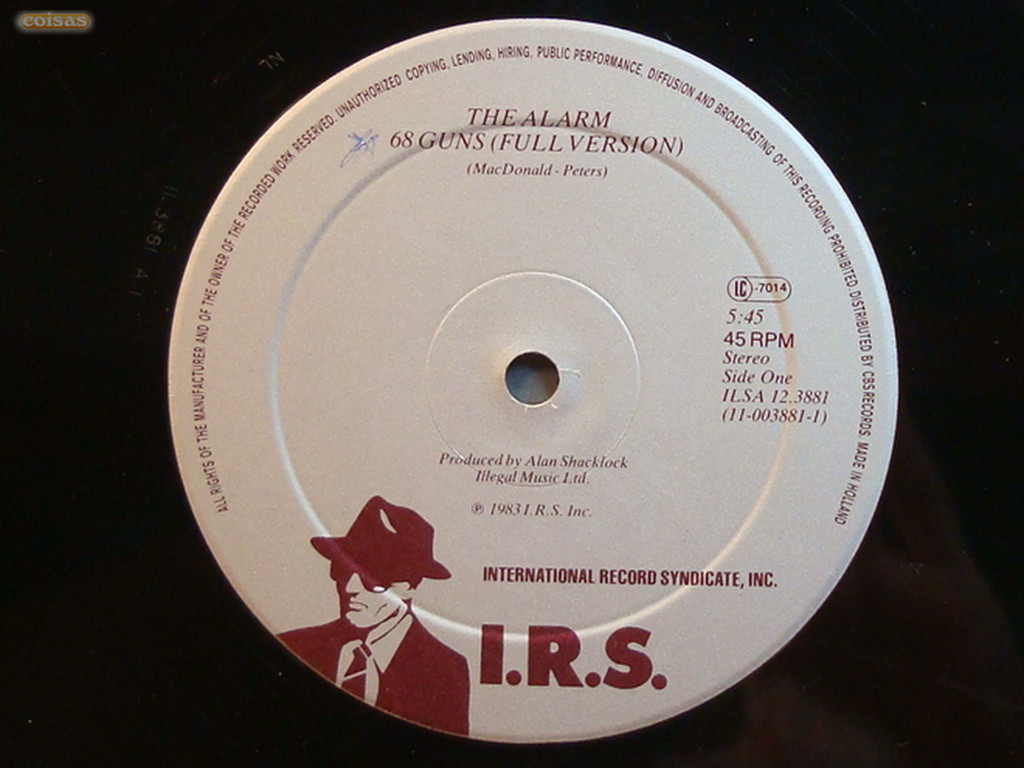 coisas
NL
ALL RIGHTS OF THE MANUFACTURER AND OF THE OWNER OF THE RECORDED WORK RESERVED. UNAUTHORIZED COPYING, LENDING, HIRING, PUBLIC PERFORMANCE, DIFFUSION AND BROADCASTING OF THIS RECORDING PROHIBITED. DISTRIBUTED BY CBS RECORDS. MADE IN HOLLAND
THE ALARM
68 GUNS (FULL VERSION)
(MacDonald - Peters)
LC-7014
5:45
45 RPM
Stereo
Side One
ILSA 12.3881
(11-003881-1)
Produced by Alan Shacklock
Illegal Music Ltd.
℗ 1983 I.R.S. Inc.
INTERNATIONAL RECORD SYNDICATE, INC.
I.R.S.